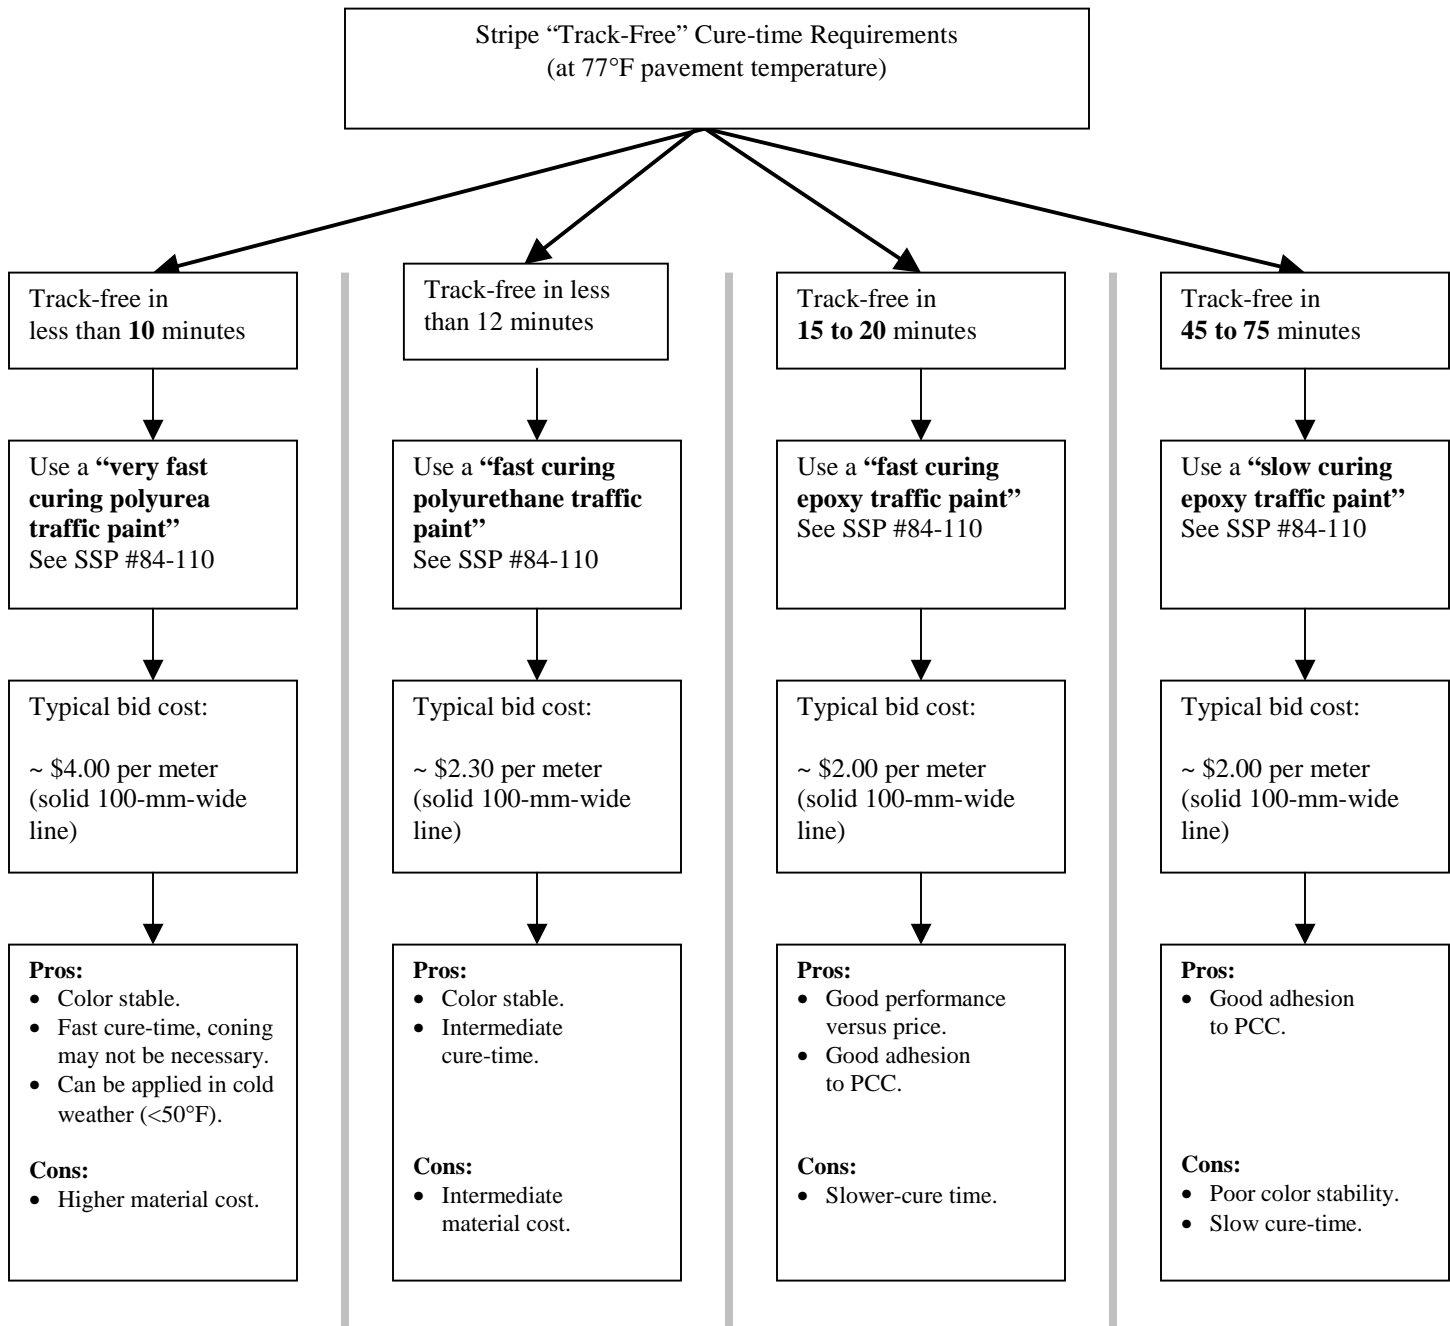 Stripe “Track-Free” Cure-time Requirements
(at 77°F pavement temperature)
Track-free in
less than 10 minutes
Use a “very fast
curing polyurea
traffic paint”
See SSP #84-110
Typical bid cost:
~ $4.00 per meter
(solid 100-mm-wide
line)
Pros:
• Color stable.
• Fast cure-time, coning
may not be necessary.
• Can be applied in cold
weather (<50°F).
Cons:
• Higher material cost.
Track-free in less
than 12 minutes
Use a “fast curing
polyurethane traffic
paint”
See SSP #84-110
Typical bid cost:
~ $2.30 per meter
(solid 100-mm-wide
line)
Pros:
• Color stable.
• Intermediate
cure-time.
Cons:
• Intermediate
material cost.
Track-free in
15 to 20 minutes
Use a “fast curing
epoxy traffic paint”
See SSP #84-110
Typical bid cost:
~ $2.00 per meter
(solid 100-mm-wide
line)
Pros:
• Good performance
versus price.
• Good adhesion
to PCC.
Cons:
• Slower-cure time.
Track-free in
45 to 75 minutes
Use a “slow curing
epoxy traffic paint”
See SSP #84-110
Typical bid cost:
~ $2.00 per meter
(solid 100-mm-wide
line)
Pros:
• Good adhesion
to PCC.
Cons:
• Poor color stability.
• Slow cure-time.